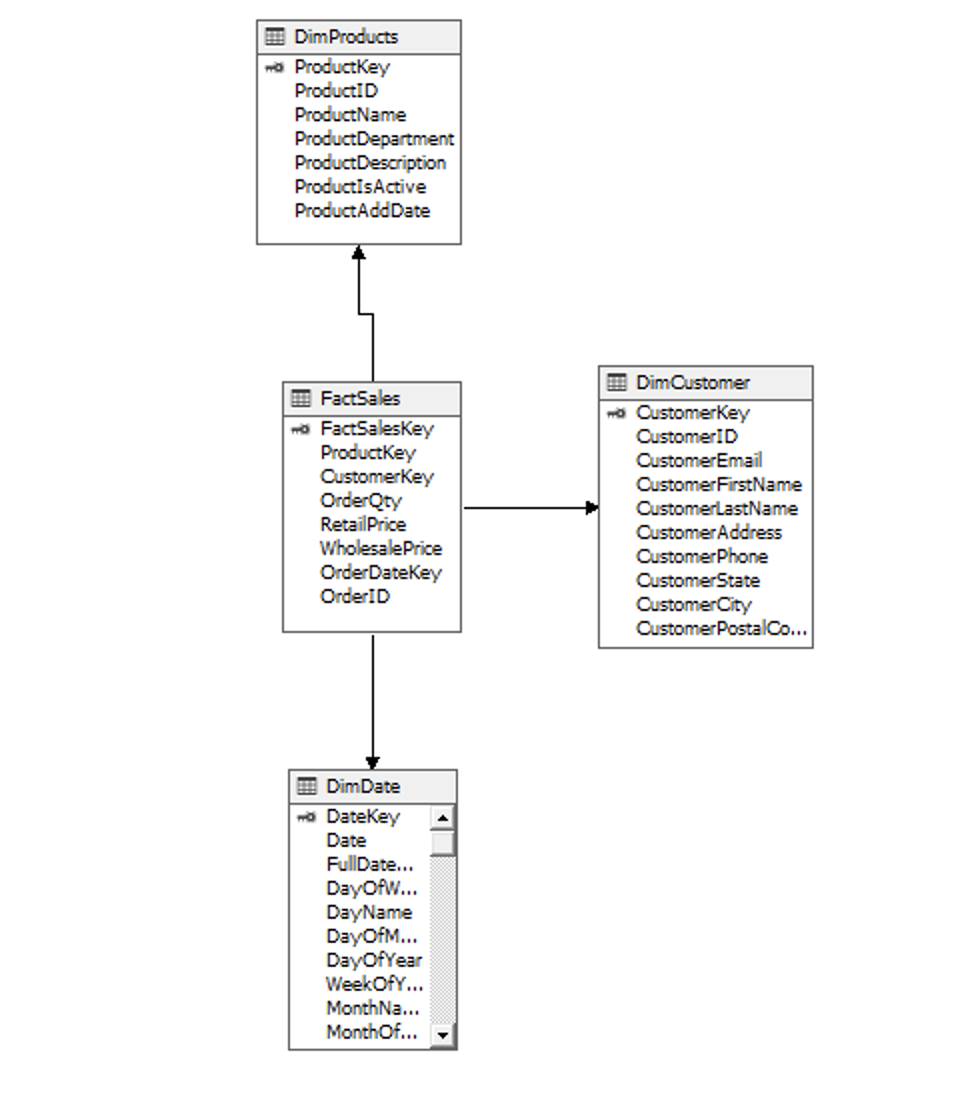 DimProducts
ProductKey
ProductID
ProductName
ProductDepartment
ProductDescription
ProductIsActive
ProductAddDate
FactSales
FactSalesKey
ProductKey
CustomerKey
OrderQty
RetailPrice
WholesalePrice
OrderDateKey
OrderID
DimCustomer
CustomerKey
CustomerID
CustomerEmail
CustomerFirstName
CustomerLastName
CustomerAddress
CustomerPhone
CustomerState
CustomerCity
CustomerPostalCo...
DimDate
DateKey
Date
FullDate...
DayOfW...
DayName
DayOfM...
DayOfYear
WeekOfY...
MonthNa...
MonthOf...